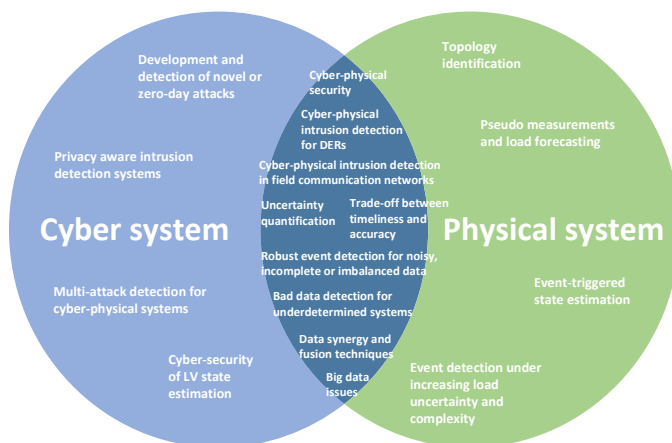 Development and
detection of novel or
zero-day attacks
Privacy aware intrusion
detection systems
Cyber system
Multi-attack detection for
cyber-physical systems
Cyber-security
of LV state
estimation
Cyber-physical
security
Cyber-physical
intrusion detection
for DERs
Cyber-physical intrusion detection
in field communication networks
Uncertainty
quantification
Trade-off between
timeliness and
accuracy
Robust event detection for noisy,
incomplete or imbalanced data
Bad data detection for
underdetermined systems
Data synergy and
fusion techniques
Big data
issues
Topology
identification
Pseudo measurements
and load forecasting
Physical system
Event-triggered
state estimation
Event detection under
increasing load
uncertainty and
complexity